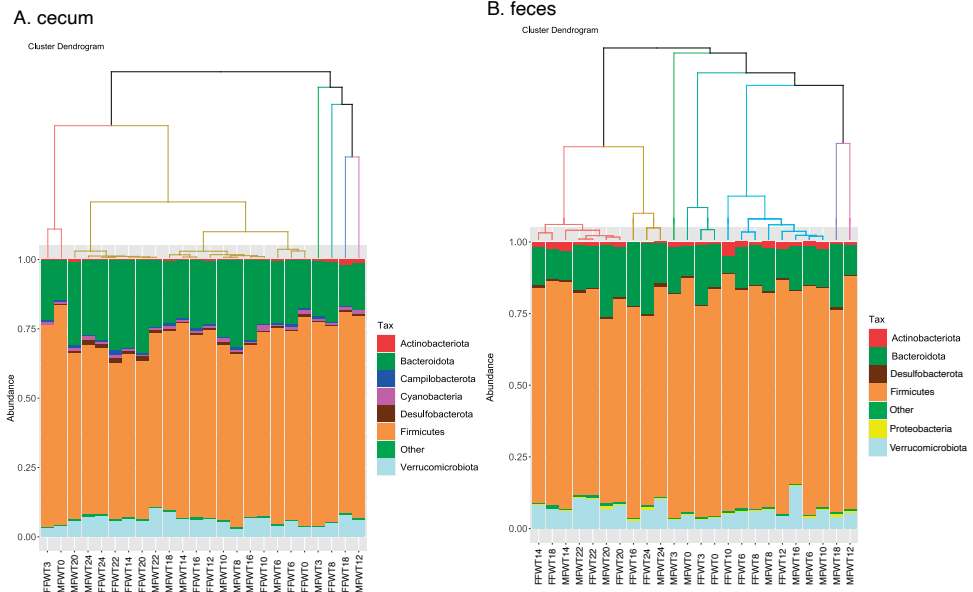 A. cecum
Cluster Dendrogram
1.00
0.75
0.50
0.25
0.00
Abundance
FFWT3
MFWT0
MFWT20
MFWT24
FFWT24
FFWT22
FFWT14
FFWT20
MFWT22
MFWT18
MFWT14
FFWT16
FFWT12
MFWT10
MFWT8
MFWT16
FFWT10
MFWT6
FFWT6
FFWT0
MFWT3
FFWT8
FFWT18
MFWT12
Tax
Actinobacteriota
Bacteroidota
Campilobacterota
Cyanobacteria
Desulfobacterota
Firmicutes
Other
Verrucomicrobiota
B. feces
Cluster Dendrogram
1.00
0.75
0.50
0.25
0.00
Abundance
FFWT14
FFWT18
MFWT14
MFWT22
FFWT22
MFWT20
FFWT20
FFWT16
FFWT24
MFWT24
MFWT3
MFWT0
FFWT3
FFWT0
FFWT10
FFWT6
FFWT8
MFWT8
FFWT12
MFWT16
MFWT6
MFWT10
MFWT18
MFWT12
Tax
Actinobacteriota
Bacteroidota
Desulfobacterota
Firmicutes
Other
Proteobacteria
Verrucomicrobiota